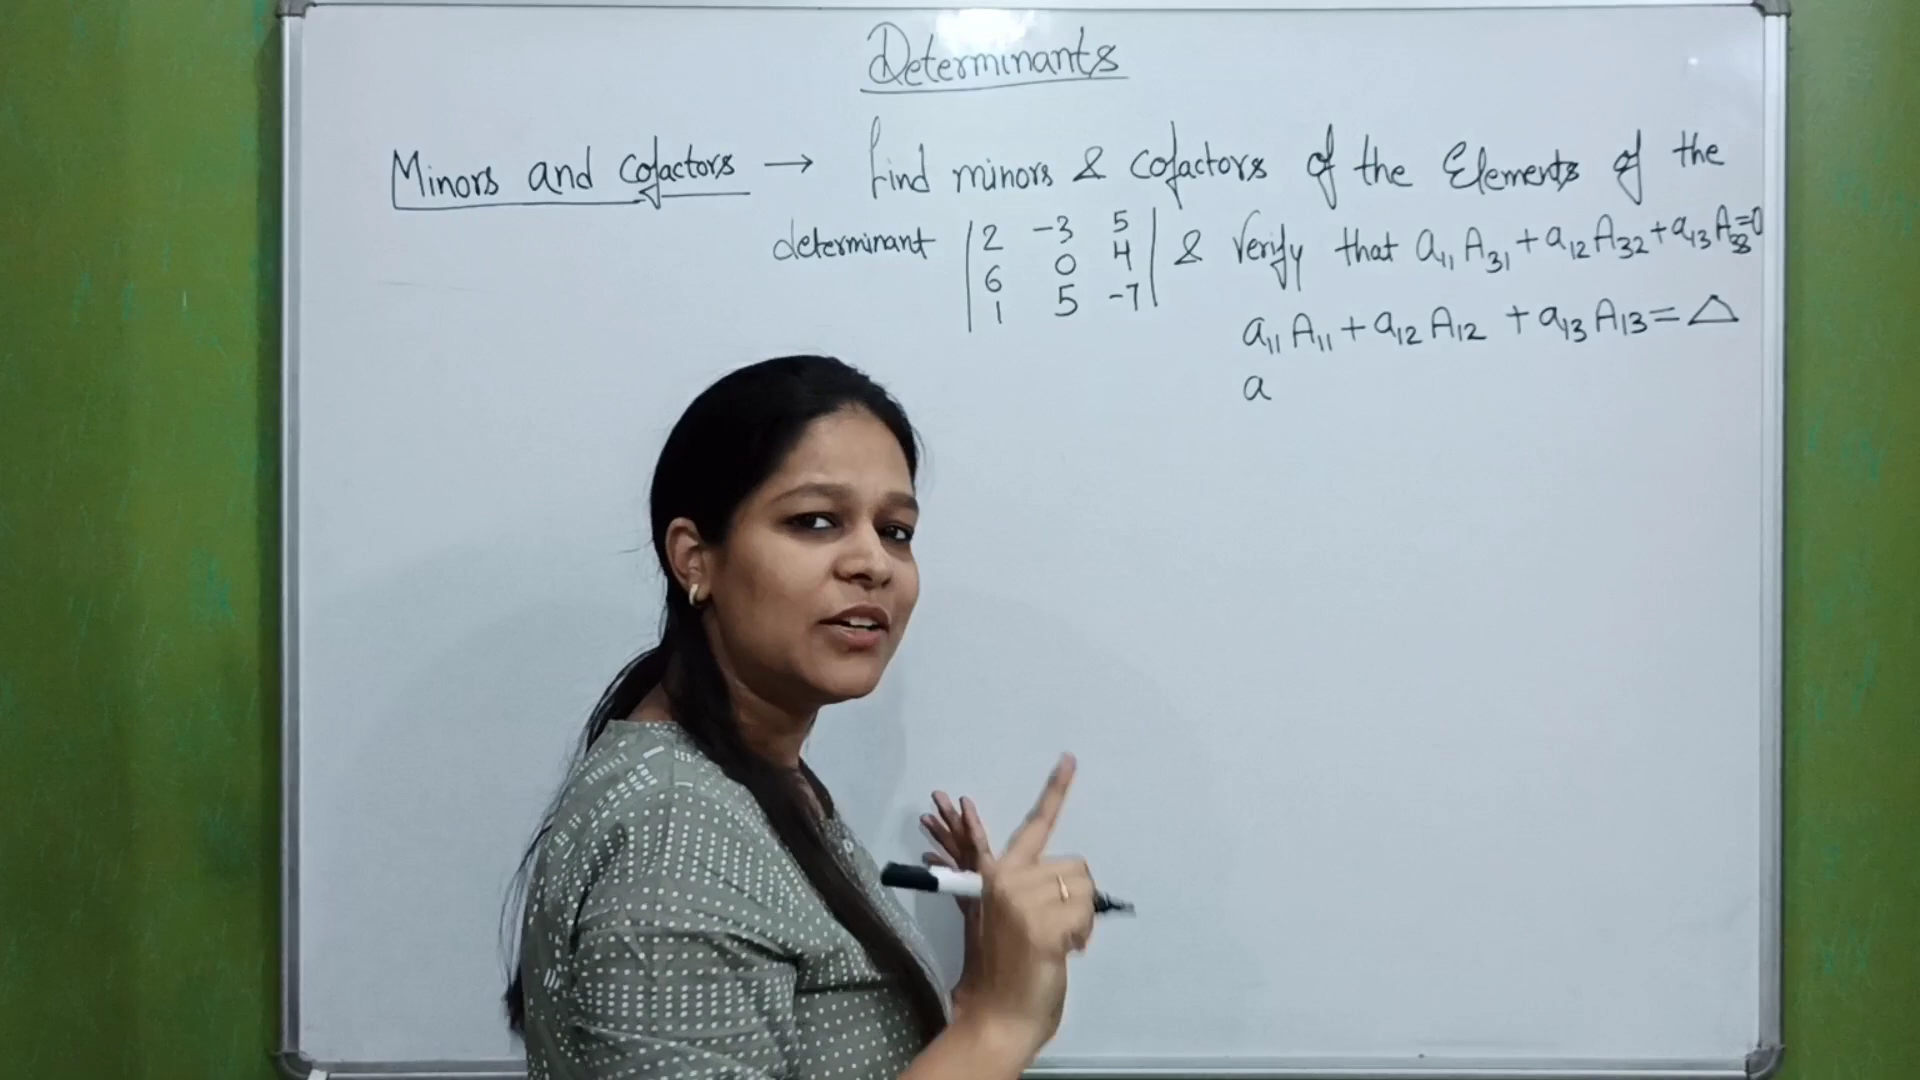 Determinants
Minors and Cofactors → Find minors & Cofactors of the Elements of the
determinant | 2 -3 5 | & Verify that a₁₁ A₃₁ + a₁₂ A₃₂ + a₁₃ A₃₃ = 0
6 0 4
1 5 -7
a₁₁ A₁₁ + a₁₂ A₁₂ + a₁₃ A₁₃ = Δ
a